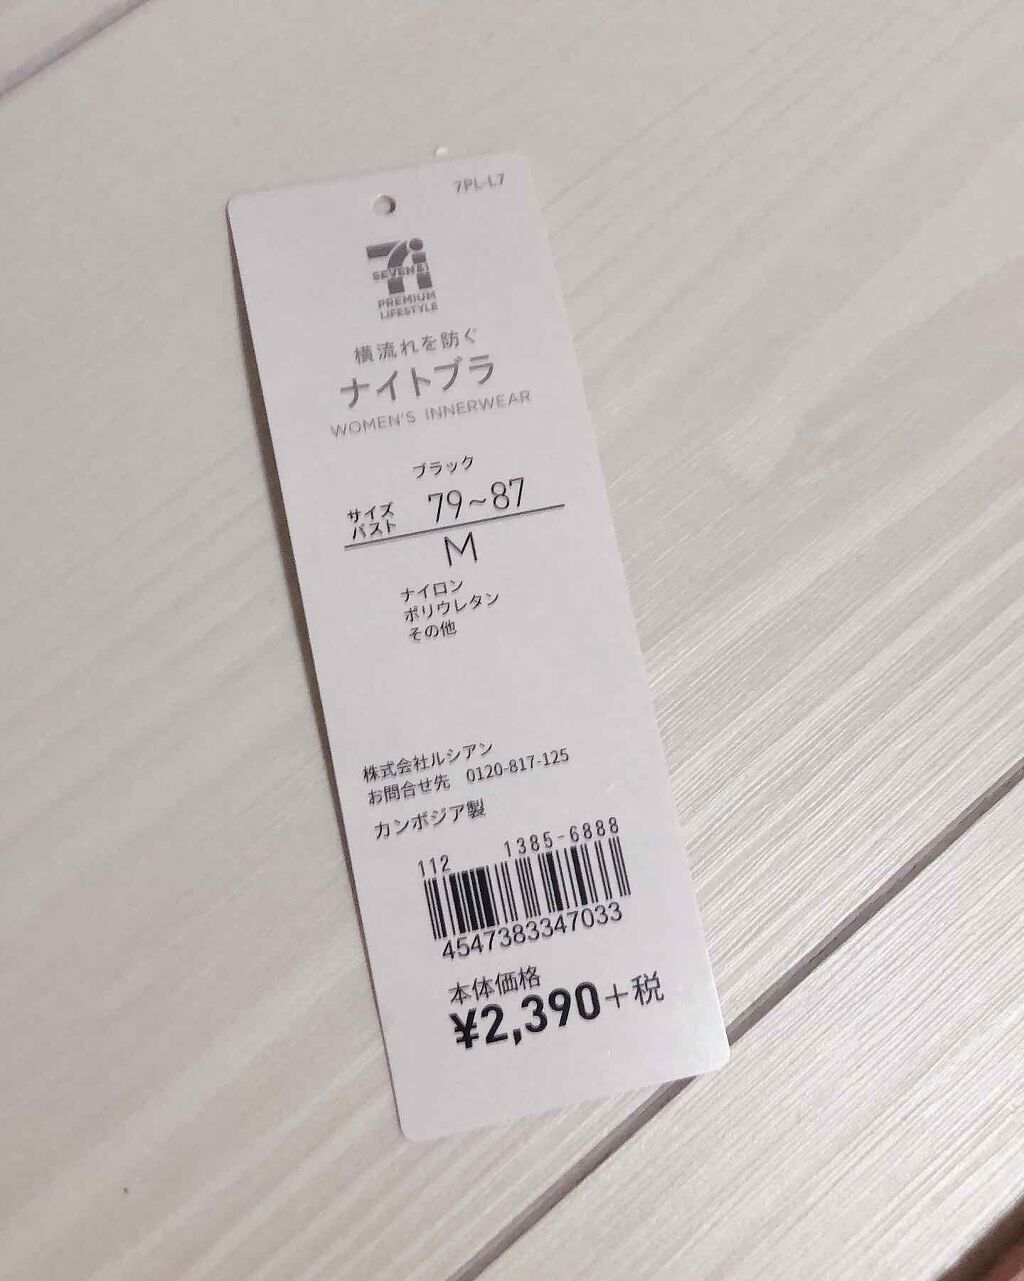 7PL-L7
7i
SEVEN&i
PREMIUM
LIFESTYLE
横流れを防ぐ
ナイトブラ
WOMEN'S INNERWEAR
ブラック
サイズ
バスト 79~87
M
ナイロン
ポリウレタン
その他
株式会社ルシアン
お問合せ先 0120-817-125
カンボジア製
112 1385-6888
4547383347033
本体価格
¥2,390+税